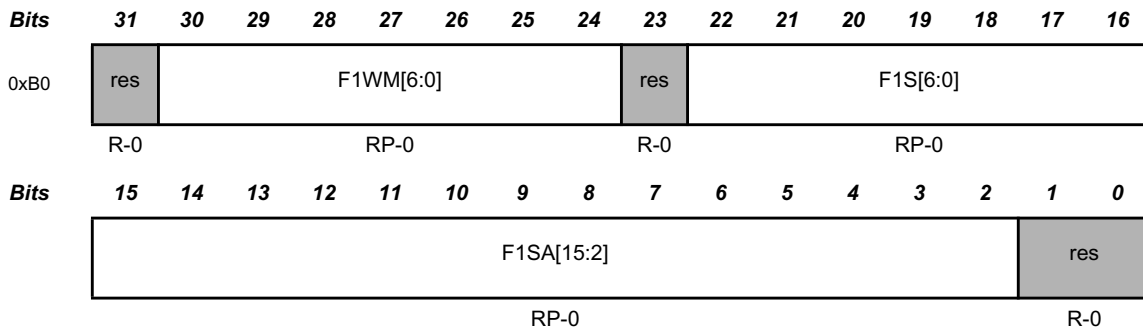 Bits 31 30 29 28 27 26 25 24 23 22 21 20 19 18 17 16
0xB0 res F1WM[6:0] res F1S[6:0]
R-0 RP-0 R-0 RP-0
Bits 15 14 13 12 11 10 9 8 7 6 5 4 3 2 1 0
F1SA[15:2] res
RP-0 R-0